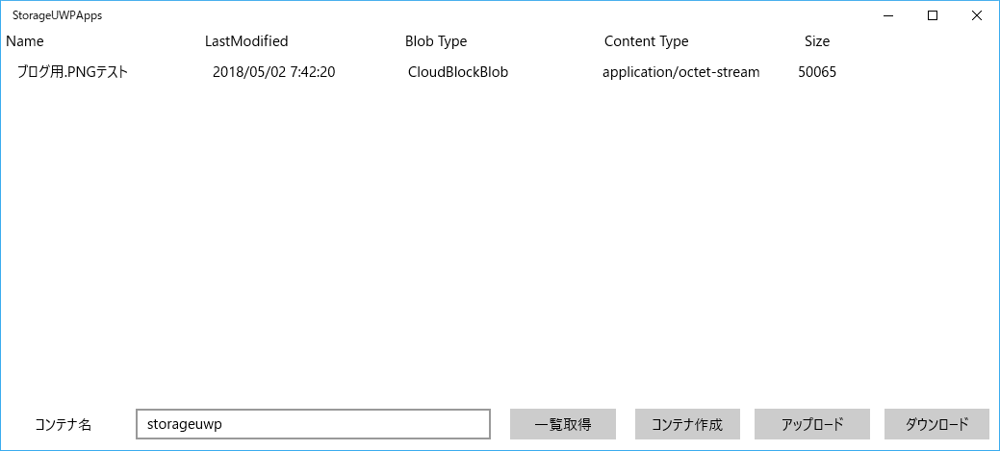 StorageUWPApps
Name LastModified Blob Type Content Type Size
ブログ用.PNGテスト 2018/05/02 7:42:20 CloudBlockBlob application/octet-stream 50065
コンテナ名 storageuwp 一覧取得 コンテナ作成 アップロード ダウンロード